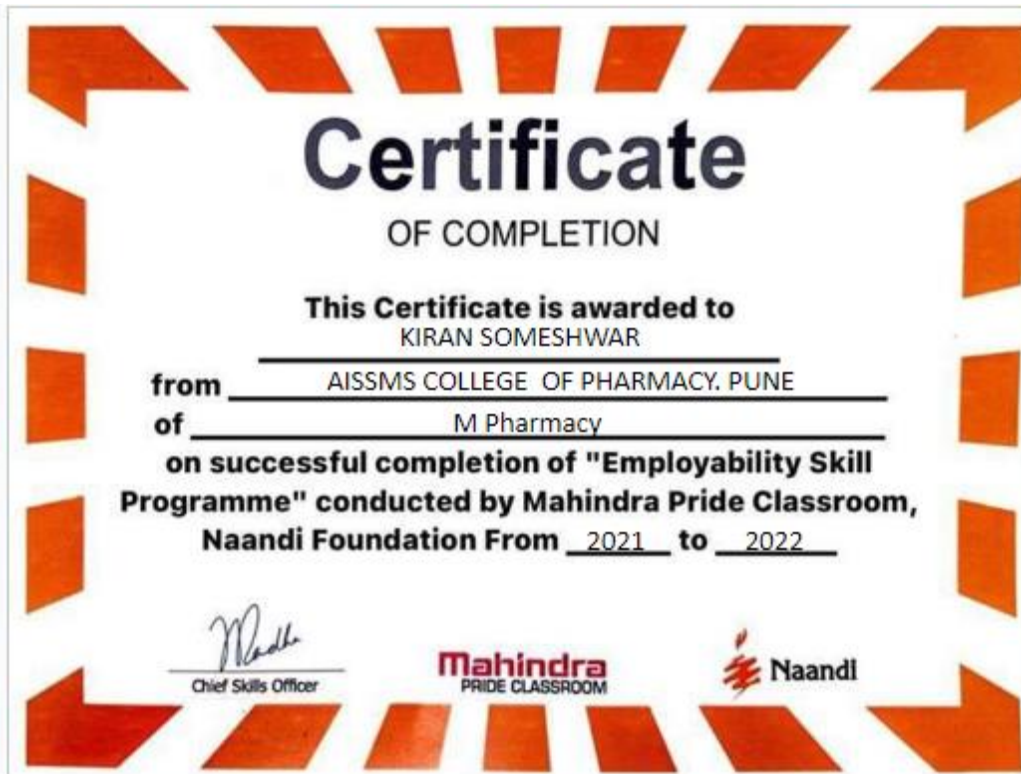 Certificate
OF COMPLETION
This Certificate is awarded to
KIRAN SOMESHWAR
from AISSMS COLLEGE OF PHARMACY. PUNE
of M Pharmacy
on successful completion of "Employability Skill
Programme" conducted by Mahindra Pride Classroom,
Naandi Foundation From 2021 to 2022
Chief Skills Officer
Mahindra
PRIDE CLASSROOM
Naandi